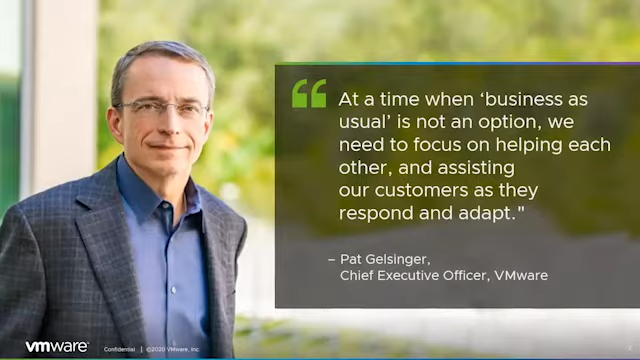 At a time when ‘business as
usual’ is not an option, we
need to focus on helping each
other, and assisting
our customers as they
respond and adapt."
– Pat Gelsinger,
Chief Executive Officer, VMware
vmware
Confidential | ©2020 VMware, Inc.